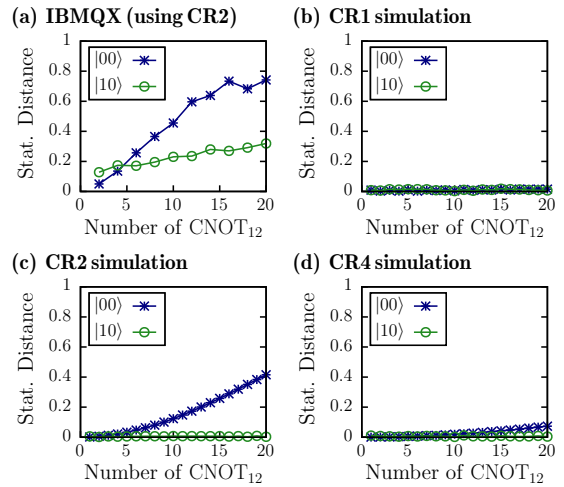 (a) IBMQX (using CR2)
Stat. Distance
1
0.8
0.6
0.4
0.2
0
|00⟩
|10⟩
0 5 10 15 20
Number of CNOT₁₂
(b) CR1 simulation
Stat. Distance
1
0.8
0.6
0.4
0.2
0
|00⟩
|10⟩
0 5 10 15 20
Number of CNOT₁₂
(c) CR2 simulation
Stat. Distance
1
0.8
0.6
0.4
0.2
0
|00⟩
|10⟩
0 5 10 15 20
Number of CNOT₁₂
(d) CR4 simulation
Stat. Distance
1
0.8
0.6
0.4
0.2
0
|00⟩
|10⟩
0 5 10 15 20
Number of CNOT₁₂